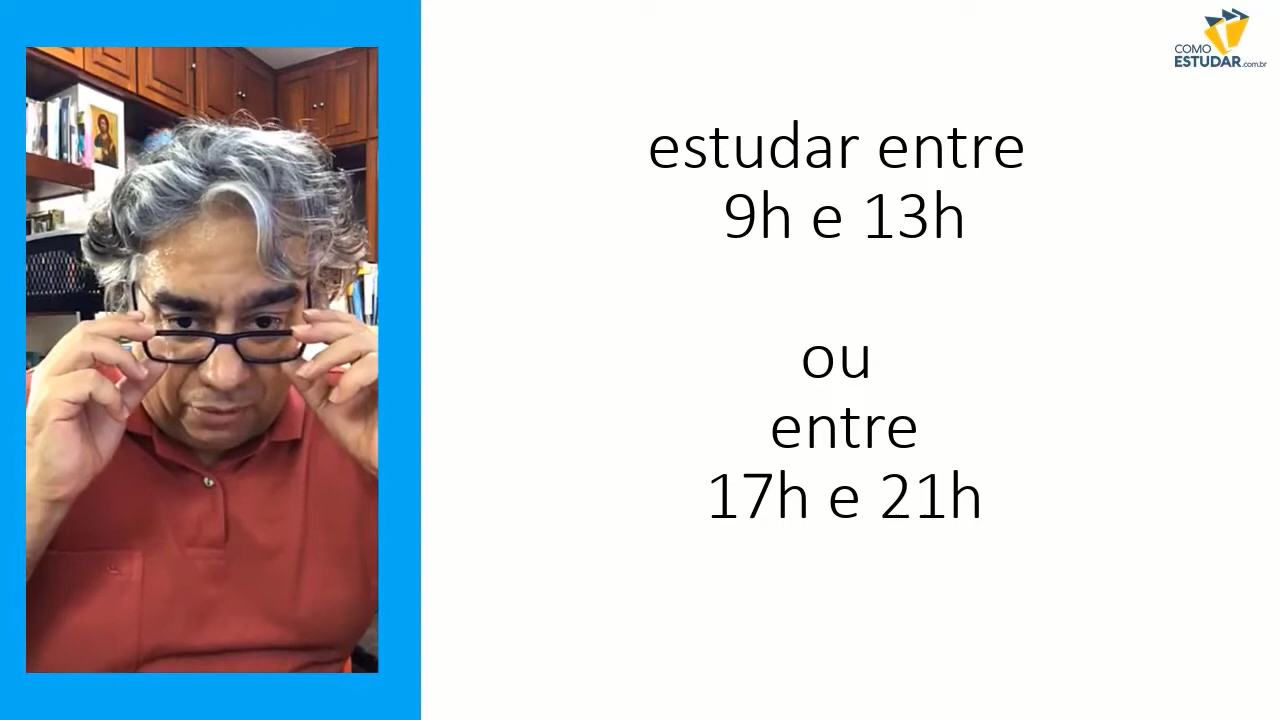 COMO
ESTUDAR.com.br
estudar entre
9h e 13h
ou
entre
17h e 21h